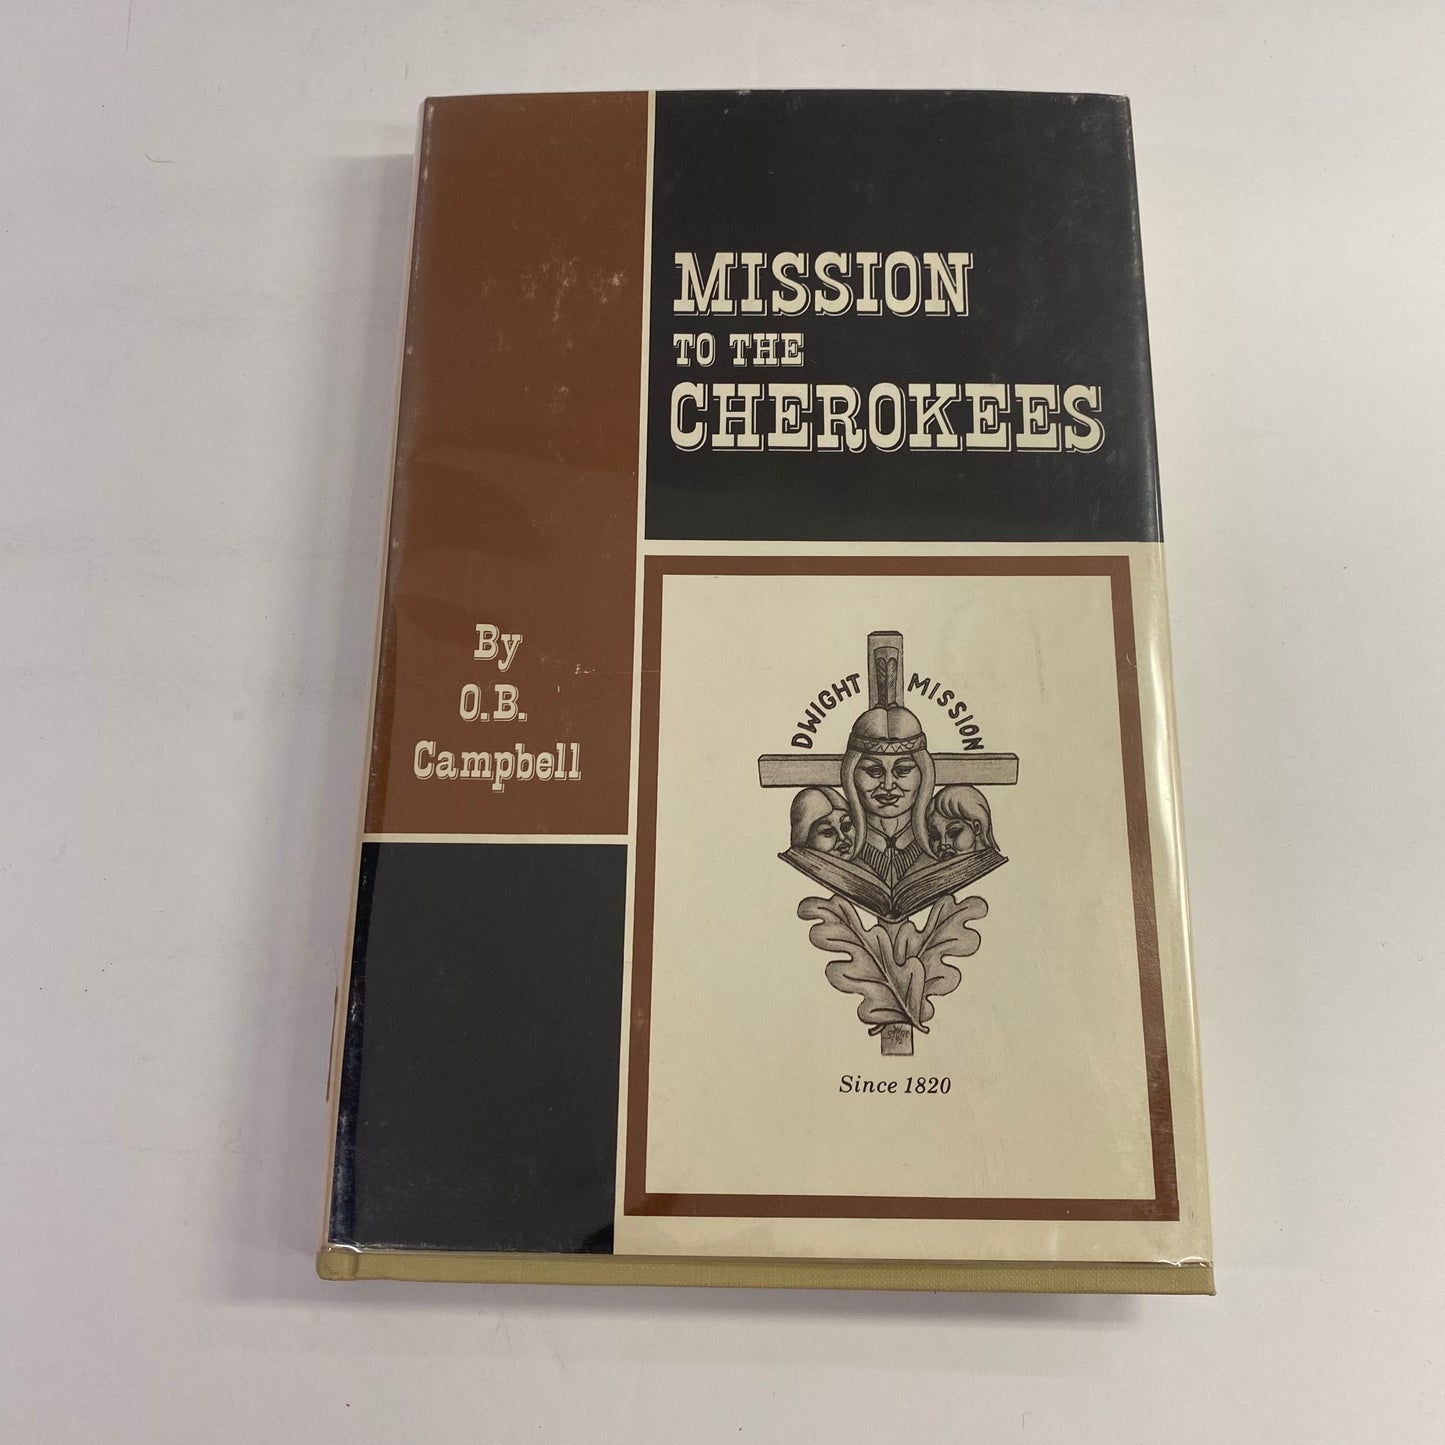 MISSION
TO THE
CHEROKEES
By
O.B.
Campbell
DWIGHT MISSION
Since 1820